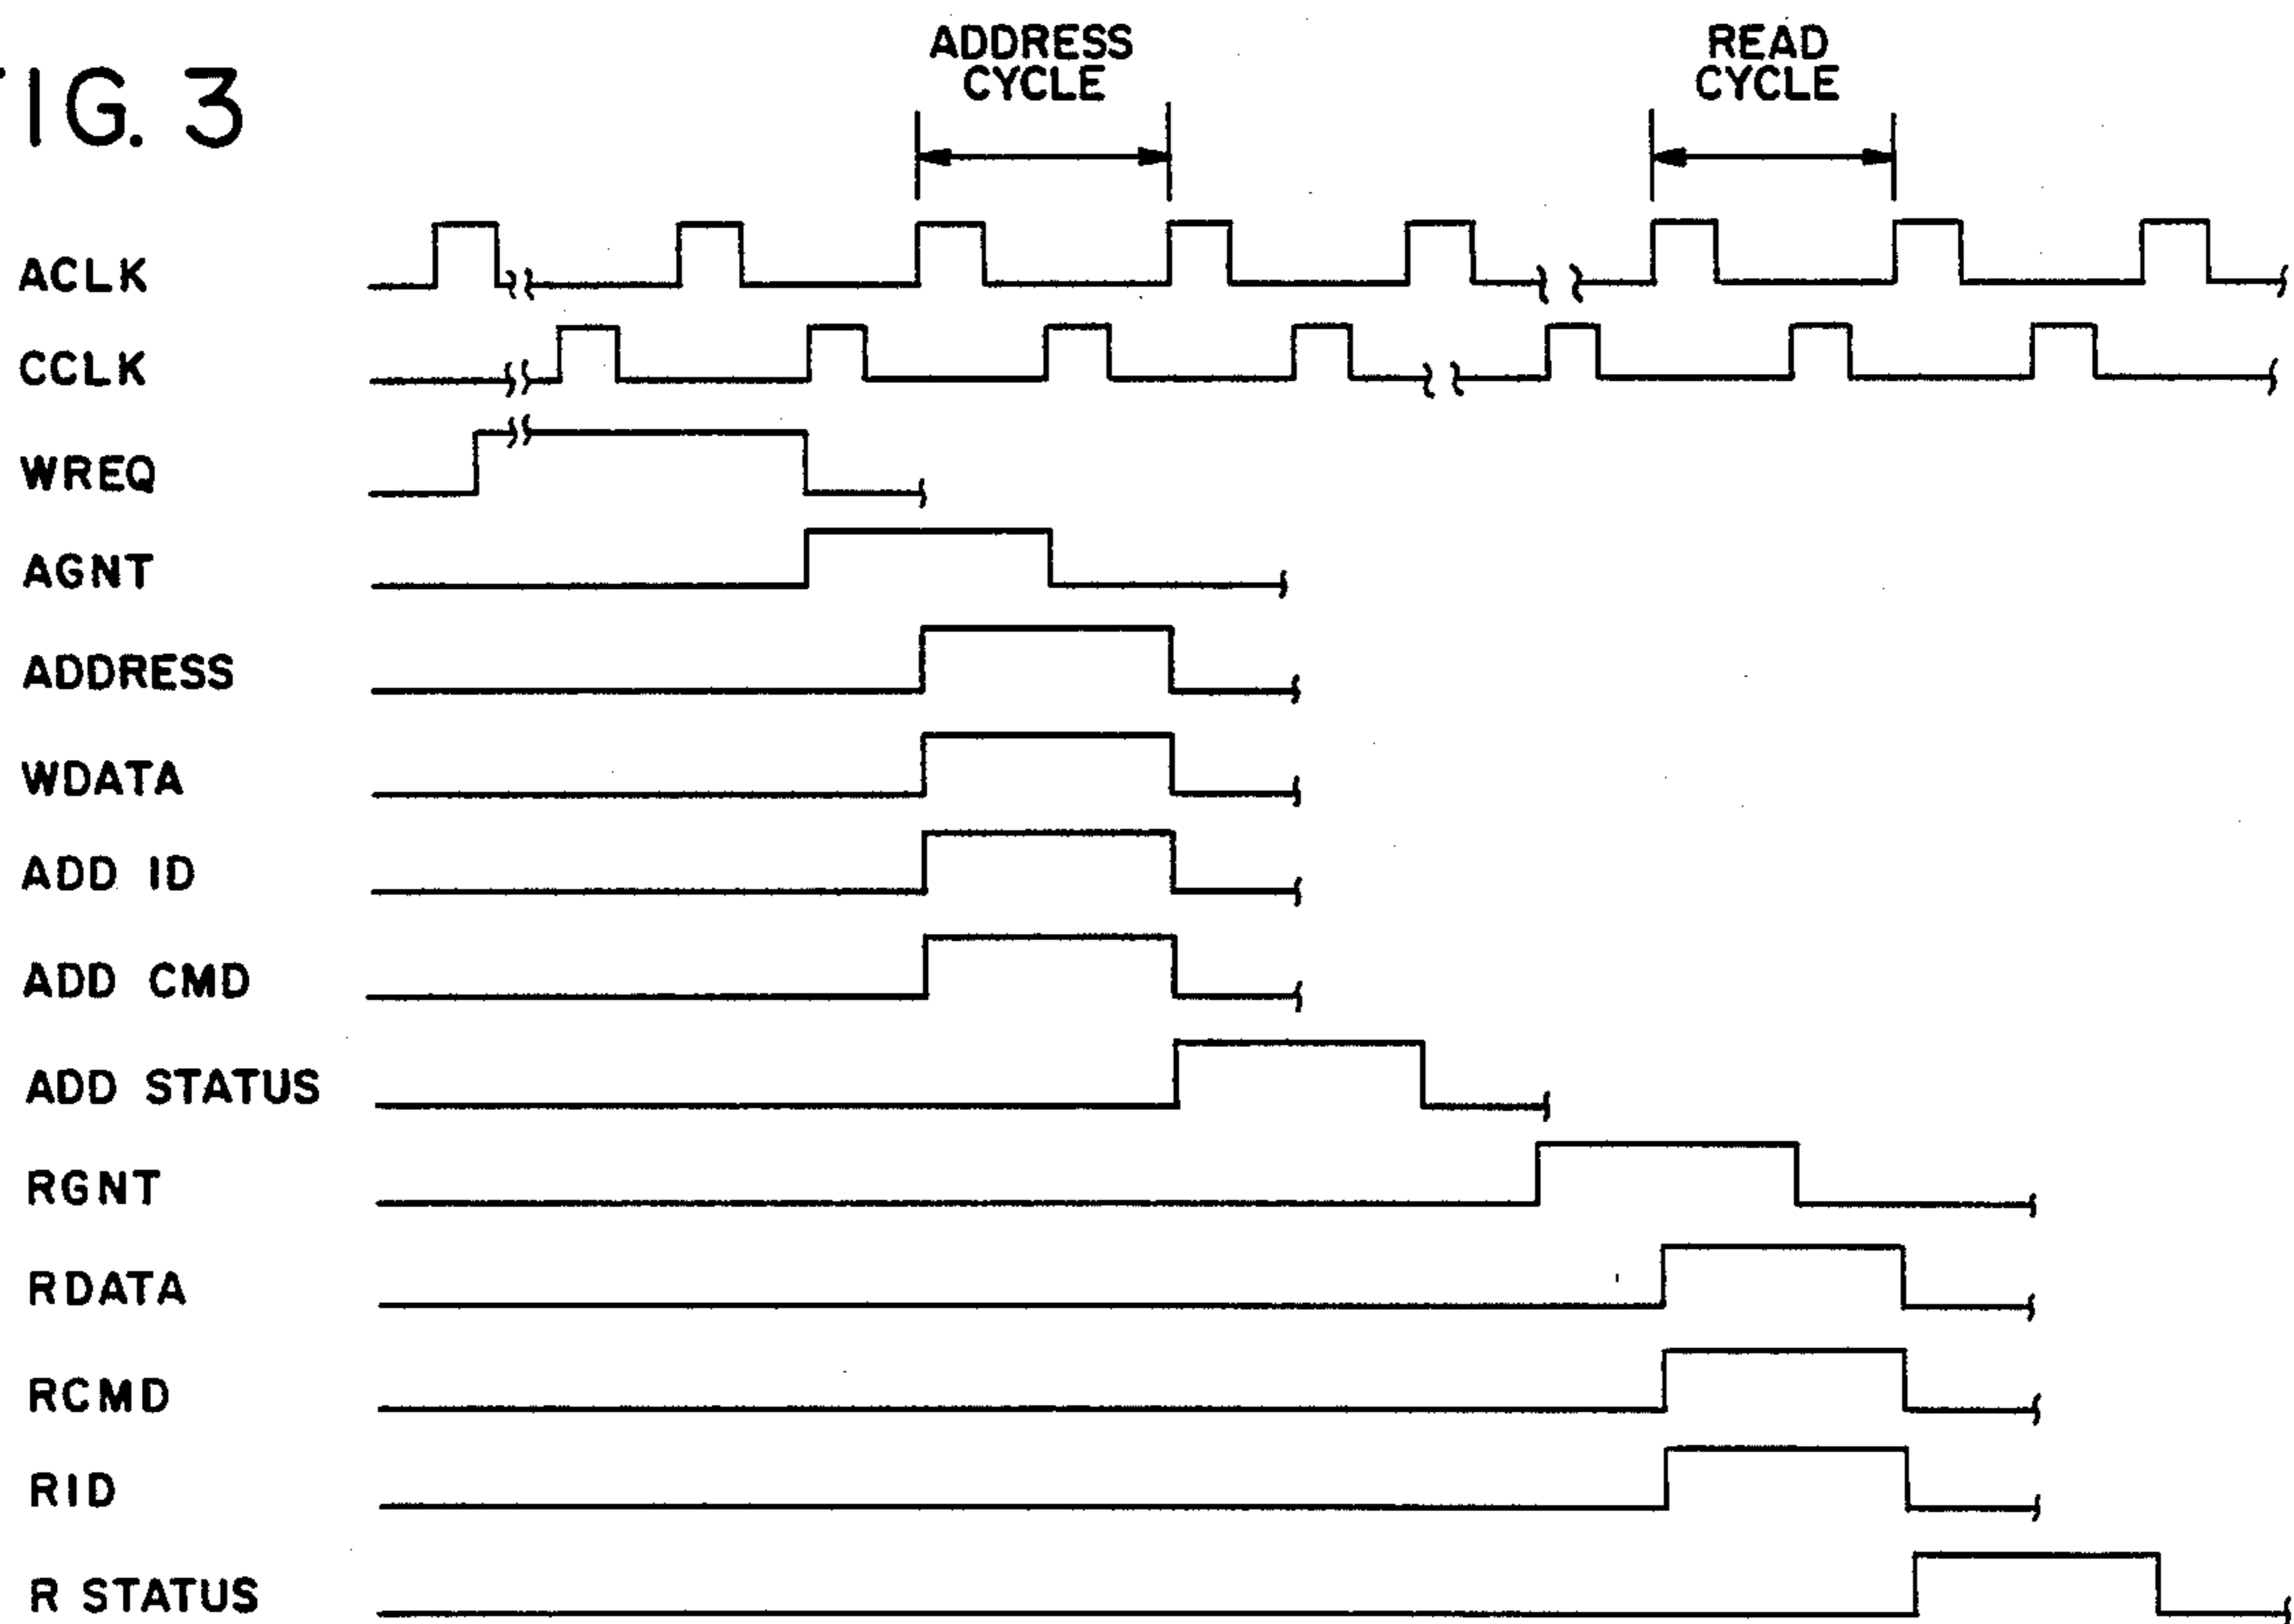 FIG. 3
ADDRESS
CYCLE
READ
CYCLE
ACLK
CCLK
WREQ
AGNT
ADDRESS
WDATA
ADD ID
ADD CMD
ADD STATUS
RGNT
RDATA
RCMD
RID
R STATUS